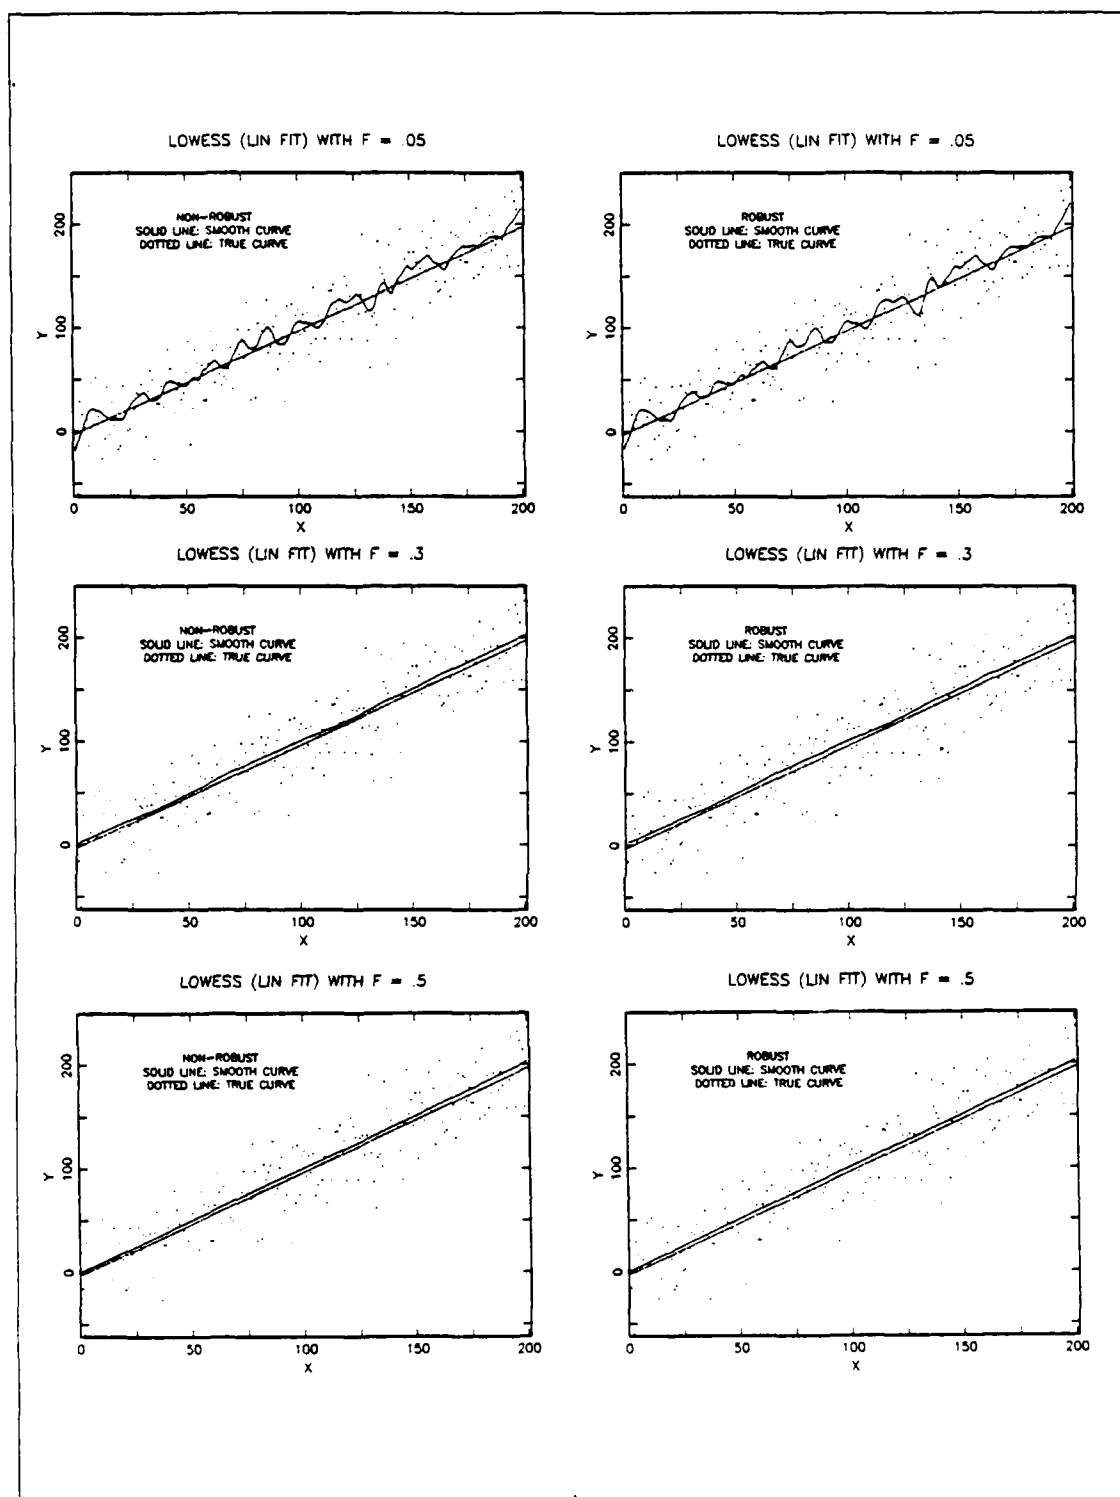 LOWESS (LIN FIT) WITH F = .05
NON-ROBUST
SOLID LINE: SMOOTH CURVE
DOTTED LINE: TRUE CURVE
Y
200
100
0
0 50 100 150 200
X
LOWESS (LIN FIT) WITH F = .05
ROBUST
SOLID LINE: SMOOTH CURVE
DOTTED LINE: TRUE CURVE
Y
200
100
0
0 50 100 150 200
X
LOWESS (LIN FIT) WITH F = .3
NON-ROBUST
SOLID LINE: SMOOTH CURVE
DOTTED LINE: TRUE CURVE
Y
200
100
0
0 50 100 150 200
X
LOWESS (LIN FIT) WITH F = .3
ROBUST
SOLID LINE: SMOOTH CURVE
DOTTED LINE: TRUE CURVE
Y
200
100
0
0 50 100 150 200
X
LOWESS (LIN FIT) WITH F = .5
NON-ROBUST
SOLID LINE: SMOOTH CURVE
DOTTED LINE: TRUE CURVE
Y
200
100
0
0 50 100 150 200
X
LOWESS (LIN FIT) WITH F = .5
ROBUST
SOLID LINE: SMOOTH CURVE
DOTTED LINE: TRUE CURVE
Y
200
100
0
0 50 100 150 200
X